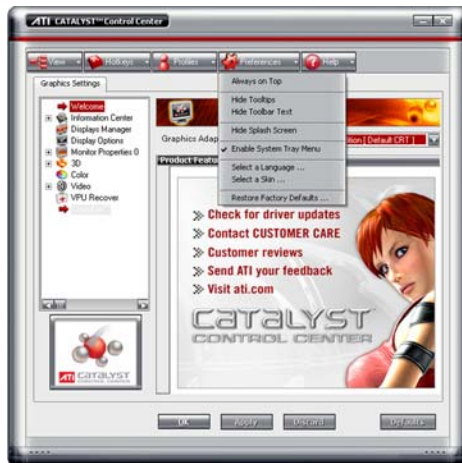 ATI CATALYST™ Control Center
View
Hotkeys
Profiles
Preferences
Help
Graphics Settings
Always on Top
Hide Tooltips
Hide Toolbar Text
Hide Splash Screen
Enable System Tray Menu
Select a Language ...
Select a Skin ...
Restore Factory Defaults ...
Welcome
Information Center
Displays Manager
Display Options
Monitor Properties 0
3D
Color
Video
VPU Recover
Graphics Adap
[ Default CRT ]
Product Featur
Check for driver updates
Contact CUSTOMER CARE
Customer reviews
Send ATI your feedback
Visit ati.com
CATALYST
CONTROL CENTER
ATI CATALYST
CONTROL CENTER
OK
Apply
Discard
Defaults